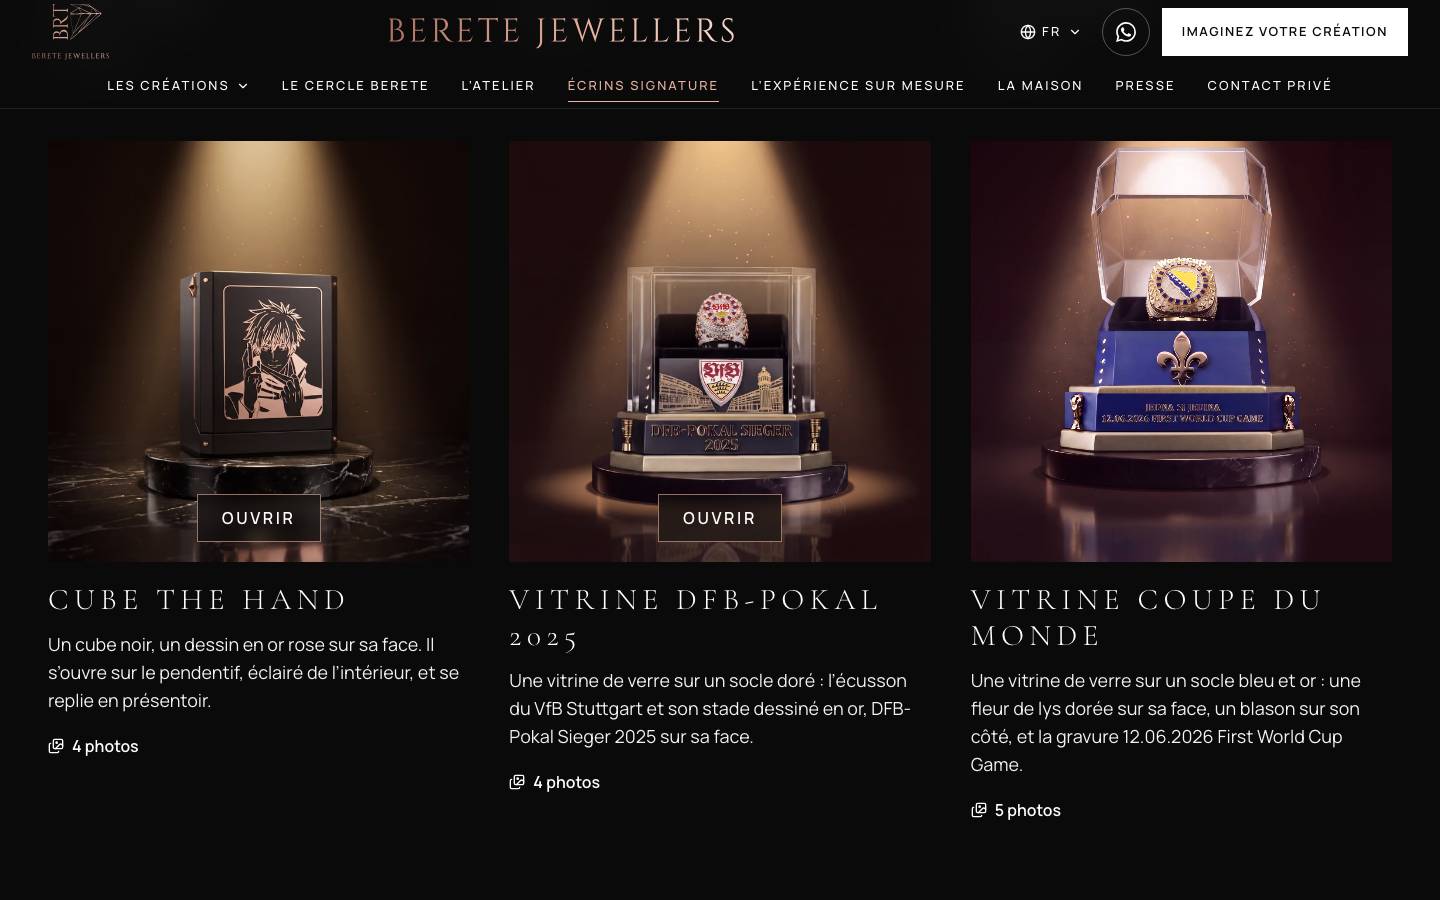 BRT
BERETE JEWELLERS
BERETE JEWELLERS
FR
IMAGINEZ VOTRE CRÉATION
LES CRÉATIONS
LE CERCLE BERETE
L'ATELIER
ÉCRINS SIGNATURE
L'EXPÉRIENCE SUR MESURE
LA MAISON
PRESSE
CONTACT PRIVÉ
VfB
DFB-POKAL SIEGER
2025
JEDNA SI JEDINA
12.06.2026 FIRST WORLD CUP GAME
OUVRIR
OUVRIR
CUBE THE HAND
Un cube noir, un dessin en or rose sur sa face. Il
s'ouvre sur le pendentif, éclairé de l'intérieur, et se
replie en présentoir.
4 photos
VITRINE DFB-POKAL
2025
Une vitrine de verre sur un socle doré : l'écusson
du VfB Stuttgart et son stade dessiné en or, DFB-
Pokal Sieger 2025 sur sa face.
4 photos
VITRINE COUPE DU
MONDE
Une vitrine de verre sur un socle bleu et or : une
fleur de lys dorée sur sa face, un blason sur son
côté, et la gravure 12.06.2026 First World Cup
Game.
5 photos